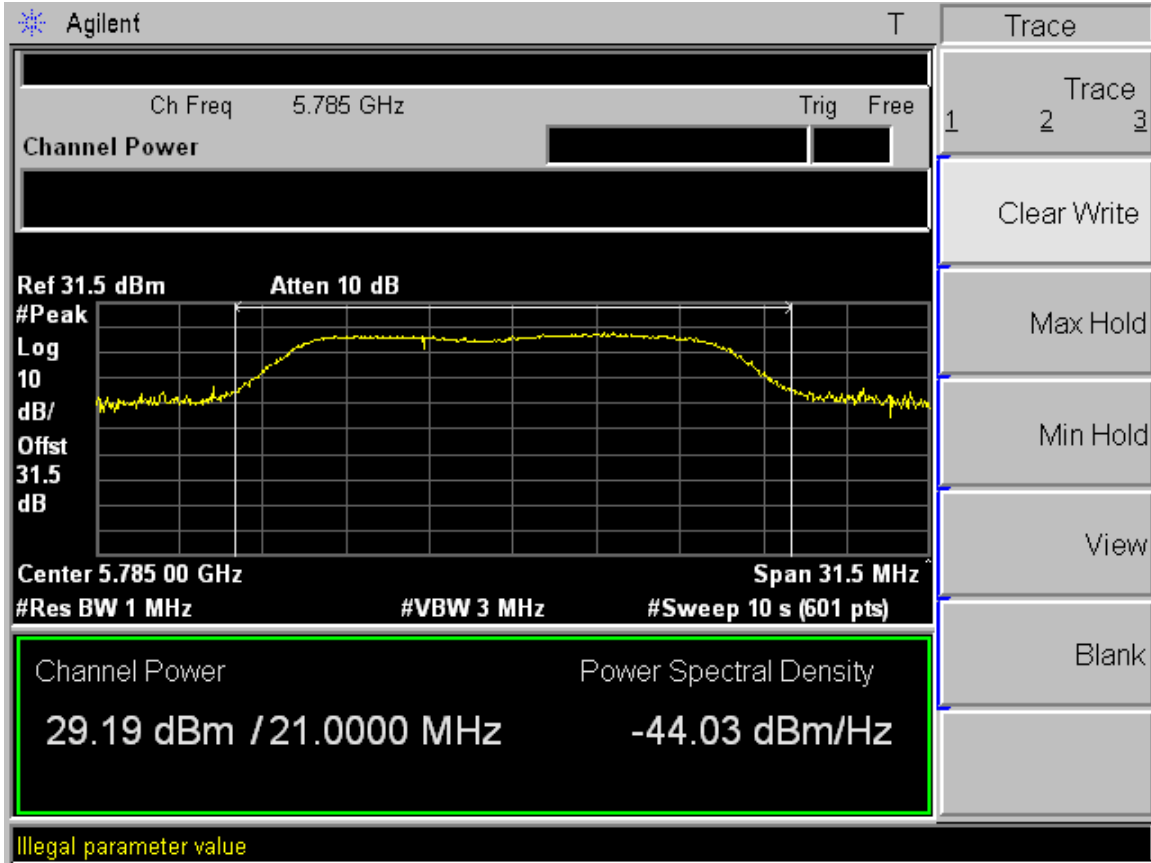 Agilent T
Trace
Ch Freq 5.785 GHz Trig Free
Channel Power
Trace
1 2 3
Clear Write
Max Hold
Min Hold
View
Blank
Ref 31.5 dBm Atten 10 dB
#Peak
Log
10
dB/
Offst
31.5
dB
Center 5.785 00 GHz Span 31.5 MHz
#Res BW 1 MHz #VBW 3 MHz #Sweep 10 s (601 pts)
Channel Power Power Spectral Density
29.19 dBm / 21.0000 MHz -44.03 dBm/Hz
Illegal parameter value